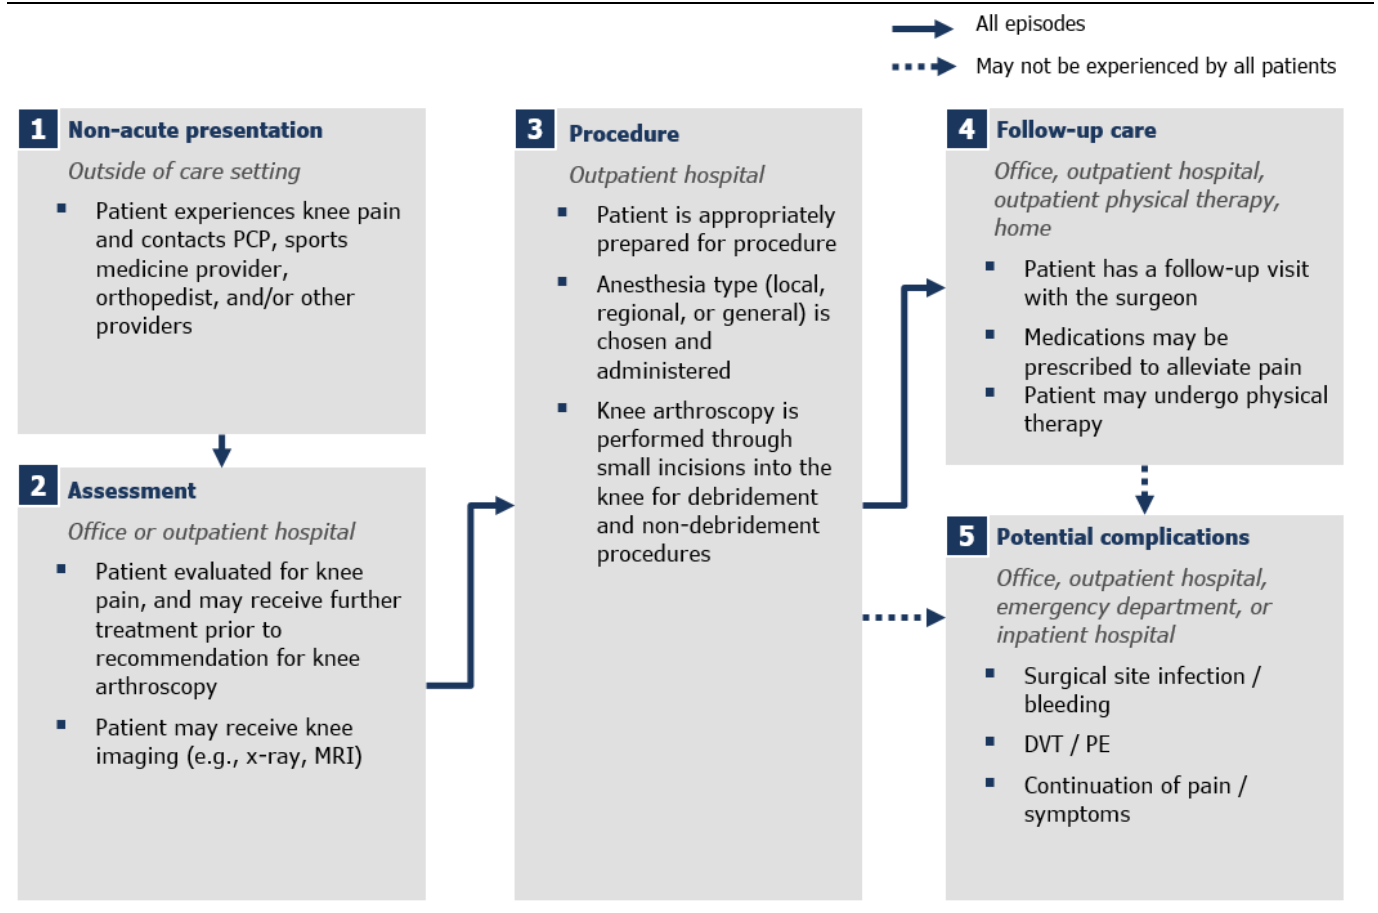 All episodes
May not be experienced by all patients
1 Non-acute presentation
Outside of care setting
▪ Patient experiences knee pain
and contacts PCP, sports
medicine provider,
orthopedist, and/or other
providers
2 Assessment
Office or outpatient hospital
▪ Patient evaluated for knee
pain, and may receive further
treatment prior to
recommendation for knee
arthroscopy
▪ Patient may receive knee
imaging (e.g., x-ray, MRI)
3 Procedure
Outpatient hospital
▪ Patient is appropriately
prepared for procedure
▪ Anesthesia type (local,
regional, or general) is
chosen and
administered
▪ Knee arthroscopy is
performed through
small incisions into the
knee for debridement
and non-debridement
procedures
4 Follow-up care
Office, outpatient hospital,
outpatient physical therapy,
home
▪ Patient has a follow-up visit
with the surgeon
▪ Medications may be
prescribed to alleviate pain
▪ Patient may undergo physical
therapy
5 Potential complications
Office, outpatient hospital,
emergency department, or
inpatient hospital
▪ Surgical site infection /
bleeding
▪ DVT / PE
▪ Continuation of pain /
symptoms